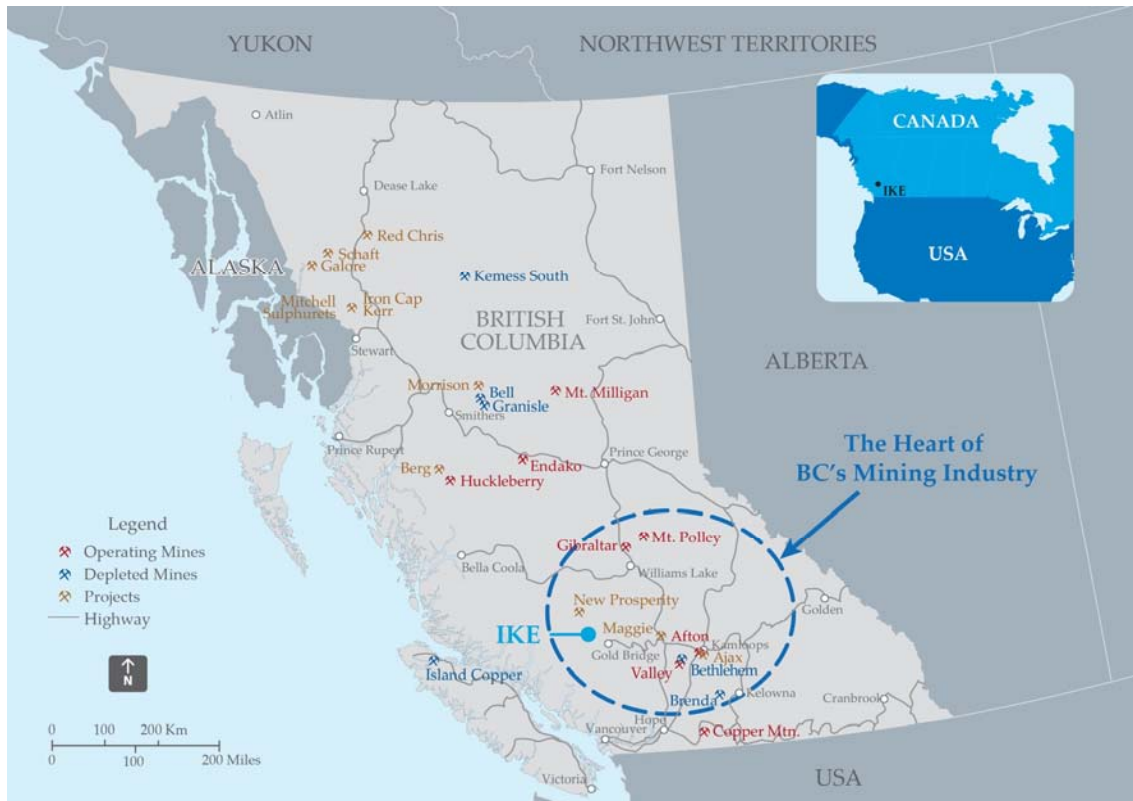 YUKON
NORTHWEST TERRITORIES
CANADA
IKE
USA
Atlin
Fort Nelson
Dease Lake
Red Chris
Schaft
Galore
ALASKA
Kemess South
Mitchell
Sulphurets
Iron Cap
Kerr
BRITISH
COLUMBIA
Fort St. John
Stewart
ALBERTA
Morrison
Bell
Granisle
Mt. Milligan
Smithers
Prince Rupert
Endako
Prince George
Berg
Huckleberry
The Heart of
BC's Mining Industry
Legend
Operating Mines
Depleted Mines
Projects
Highway
Gibraltar
Mt. Polley
Bella Coola
Williams Lake
New Prosperity
Golden
IKE
Maggie
Afton
Kamloops
Gold Bridge
Ajax
Valley
Bethlehem
Island Copper
Brenda
Kelowna
Cranbrook
N
Hope
Vancouver
Copper Mtn.
0 100 200 Km
0 100 200 Miles
Victoria
USA